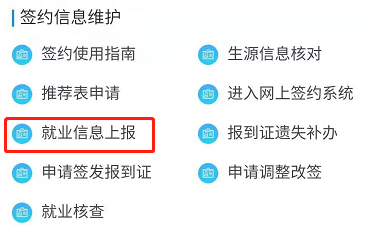 签约信息维护
签约使用指南
生源信息核对
推荐表申请
进入网上签约系统
就业信息上报
报到证遗失补办
申请签发报到证
申请调整改签
就业核查